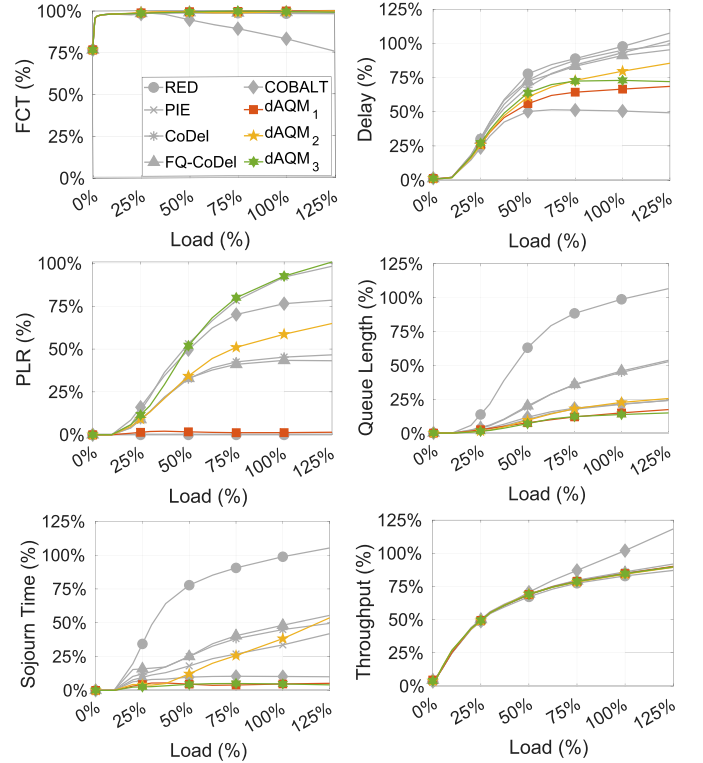 100%
75%
50%
25%
0%
FCT (%)
RED
PIE
CoDel
FQ-CoDel
COBALT
dAQM1
dAQM2
dAQM3
0% 25% 50% 75% 100% 125%
Load (%)
125%
100%
75%
50%
25%
0%
Delay (%)
0% 25% 50% 75% 100% 125%
Load (%)
100%
75%
50%
25%
0%
PLR (%)
0% 25% 50% 75% 100% 125%
Load (%)
125%
100%
75%
50%
25%
0%
Queue Length (%)
0% 25% 50% 75% 100% 125%
Load (%)
125%
100%
75%
50%
25%
0%
Sojourn Time (%)
0% 25% 50% 75% 100% 125%
Load (%)
125%
100%
75%
50%
25%
0%
Throughput (%)
0% 25% 50% 75% 100% 125%
Load (%)